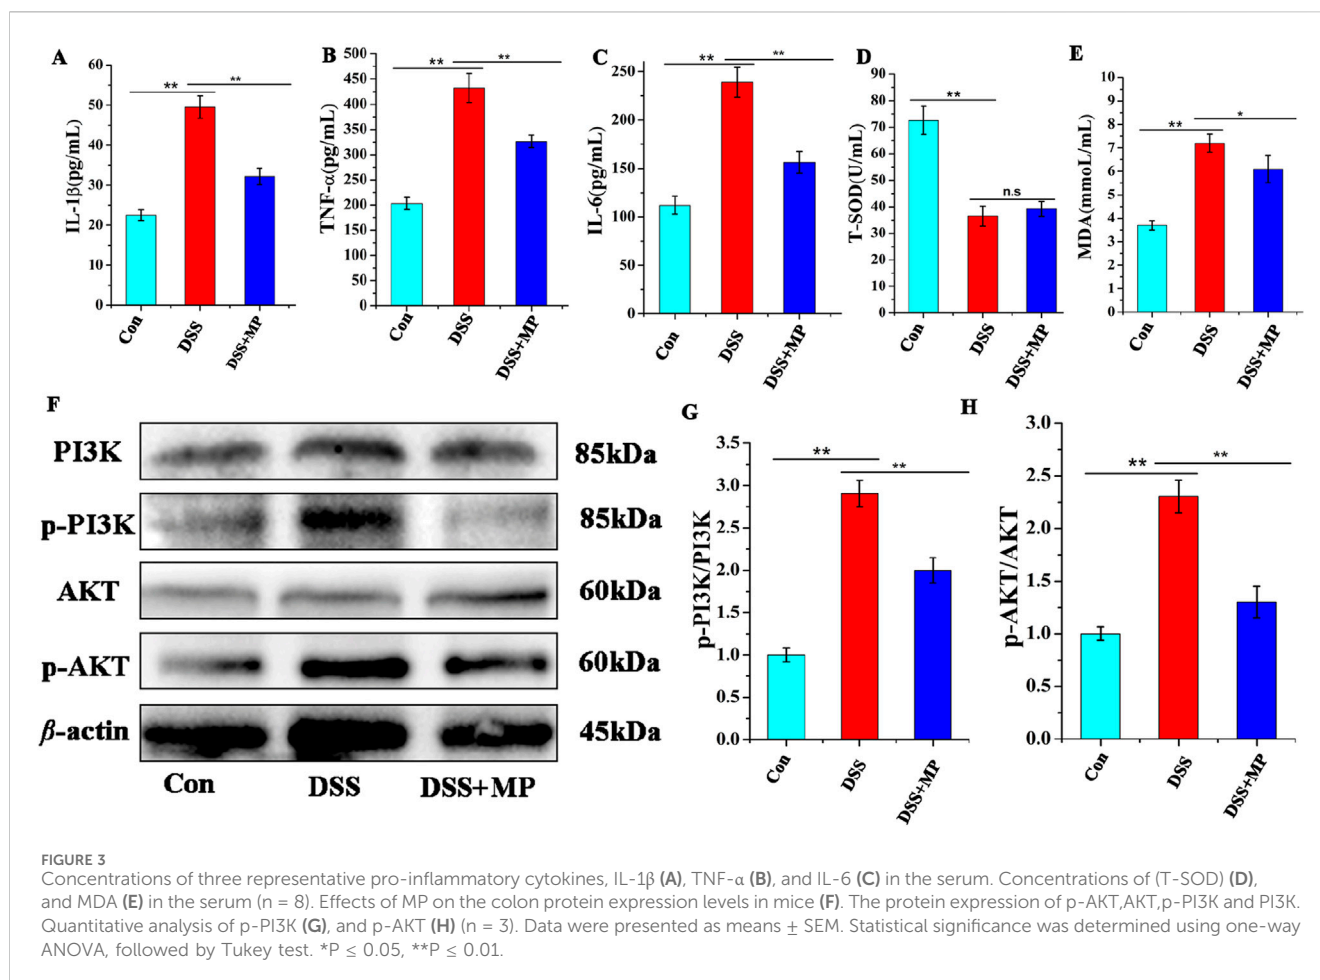 A
IL-1β(pg/mL)
60
50
40
30
20
10
0
** **
Con DSS DSS+MP
B
TNF-α(pg/mL)
500
450
400
350
300
250
200
150
100
50
0
** **
Con DSS DSS+MP
C
IL-6(pg/mL)
250
200
150
100
50
0
** **
Con DSS DSS+MP
D
T-SOD(U/mL)
90
80
70
60
50
40
30
20
10
0
** n.s
Con DSS DSS+MP
E
MDA(mmoL/mL)
10
9
8
7
6
5
4
3
2
1
0
** *
Con DSS DSS+MP
F
PI3K 85kDa
p-PI3K 85kDa
AKT 60kDa
p-AKT 60kDa
β-actin 45kDa
Con DSS DSS+MP
G
p-PI3K/PI3K
3.5
3.0
2.5
2.0
1.5
1.0
0.5
0.0
** **
Con DSS DSS+MP
H
p-AKT/AKT
3.0
2.5
2.0
1.5
1.0
0.5
0.0
** **
Con DSS DSS+MP
FIGURE 3
Concentrations of three representative pro-inflammatory cytokines, IL-1β (A), TNF-α (B), and IL-6 (C) in the serum. Concentrations of (T-SOD) (D),
and MDA (E) in the serum (n = 8). Effects of MP on the colon protein expression levels in mice (F). The protein expression of p-AKT,AKT,p-PI3K and PI3K.
Quantitative analysis of p-PI3K (G), and p-AKT (H) (n = 3). Data were presented as means ± SEM. Statistical significance was determined using one-way
ANOVA, followed by Tukey test. *P ≤ 0.05, **P ≤ 0.01.